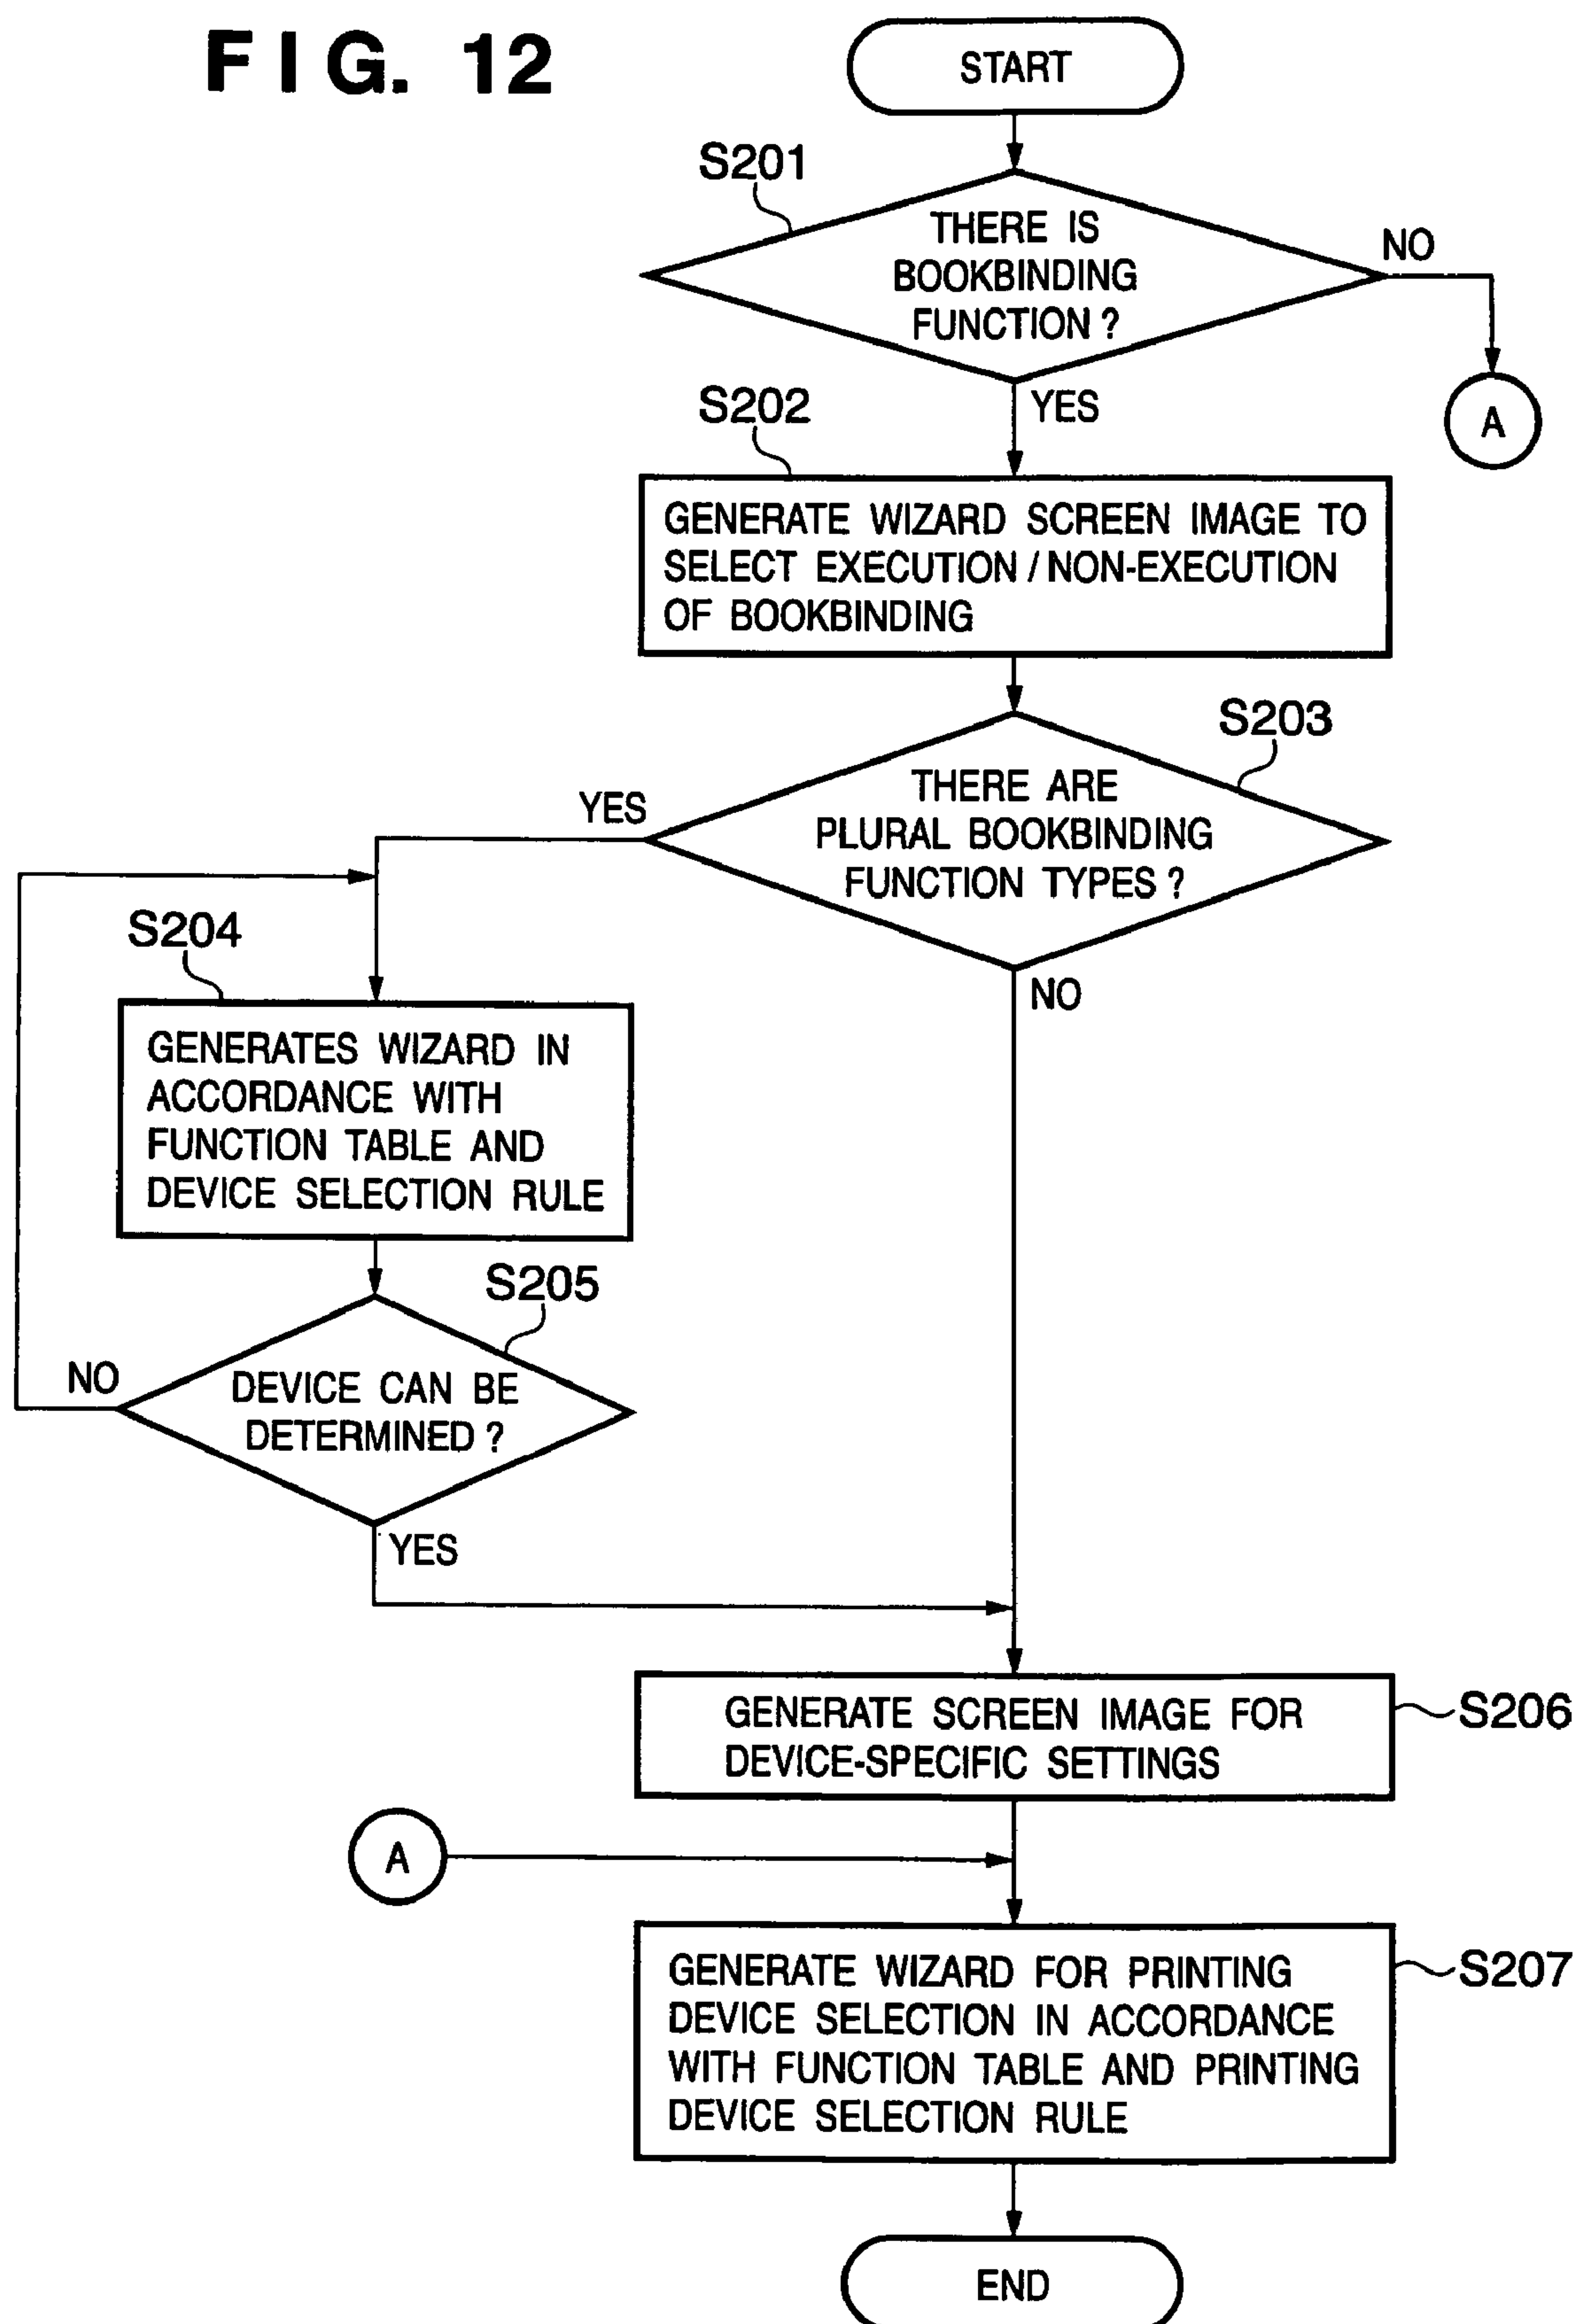 FIG. 12
START
S201
THERE IS
BOOKBINDING
FUNCTION ?
NO
A
YES
S202
GENERATE WIZARD SCREEN IMAGE TO
SELECT EXECUTION / NON-EXECUTION
OF BOOKBINDING
S203
THERE ARE
PLURAL BOOKBINDING
FUNCTION TYPES ?
YES
NO
S204
GENERATES WIZARD IN
ACCORDANCE WITH
FUNCTION TABLE AND
DEVICE SELECTION RULE
S205
DEVICE CAN BE
DETERMINED ?
NO
YES
GENERATE SCREEN IMAGE FOR
DEVICE-SPECIFIC SETTINGS
S206
A
GENERATE WIZARD FOR PRINTING
DEVICE SELECTION IN ACCORDANCE
WITH FUNCTION TABLE AND PRINTING
DEVICE SELECTION RULE
S207
END